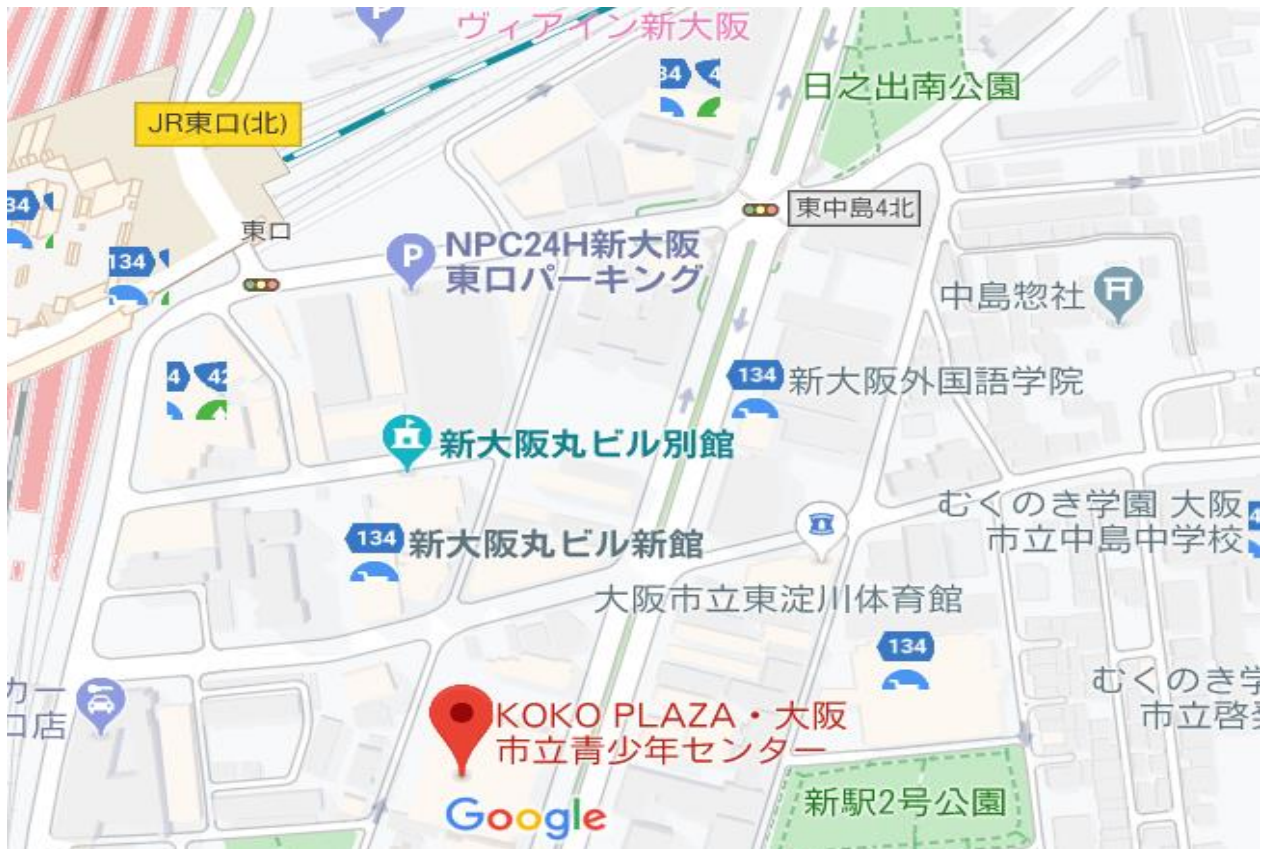 ヴィアイン新大阪
日之出南公園
JR東口(北)
東口
東中島4北
NPC24H新大阪
東口パーキング
中島惣社
134
134
新大阪外国語学院
新大阪丸ビル別館
むくのき学園 大阪
市立中島中学校
134
新大阪丸ビル新館
大阪市立東淀川体育館
134
KOKO PLAZA・大阪
市立青少年センター
新駅2号公園
Google